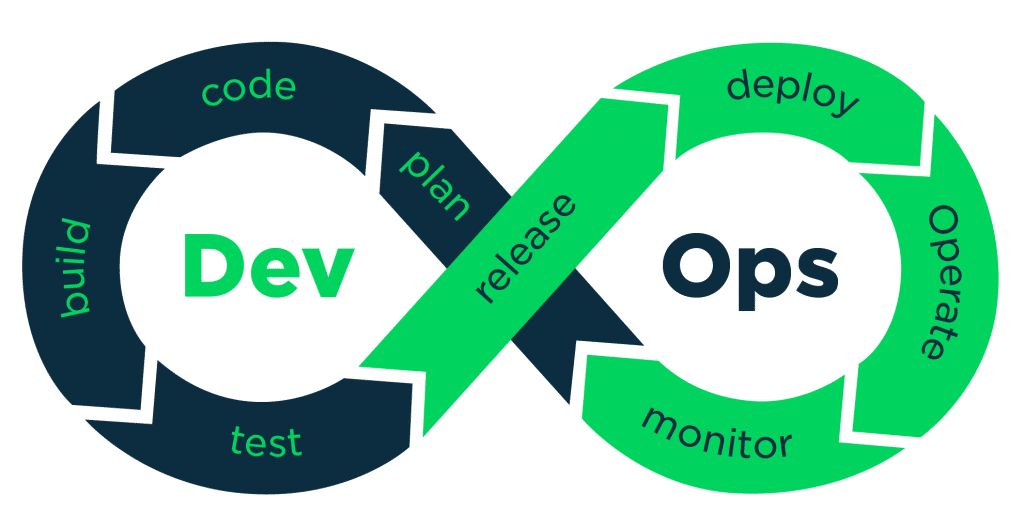 code
plan
build
Dev
test
release
deploy
Ops
Operate
monitor